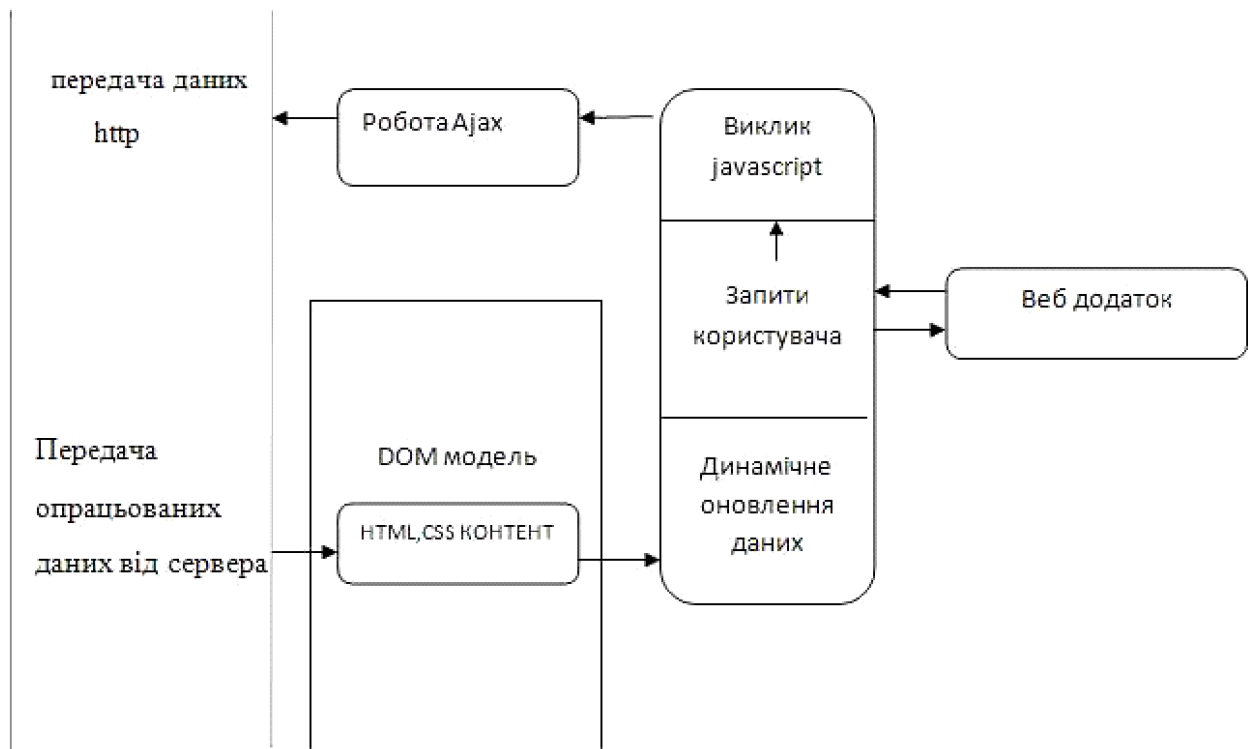 передача даних
http
Робота Ajax
Виклик
javascript
Запити
користувача
Веб додаток
Передача
опрацьованих
даних від сервера
DOM модель
HTML,CSS КОНТЕНТ
Динамічне
оновлення
даних